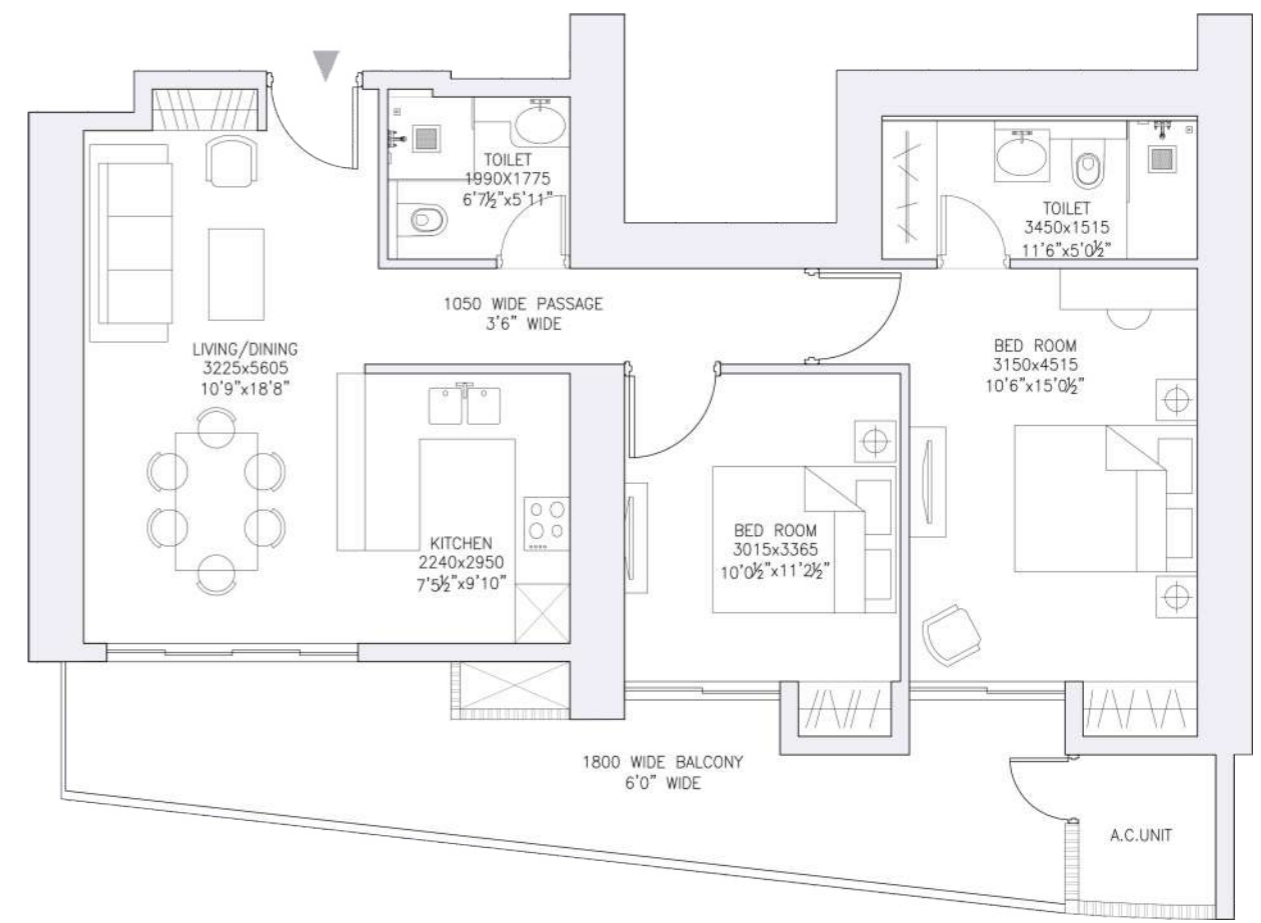 TOILET
1990X1775
6'7½"x5'11"
TOILET
3450x1515
11'6"x5'0½"
1050 WIDE PASSAGE
3'6" WIDE
LIVING/DINING
3225x5605
10'9"x18'8"
BED ROOM
3150x4515
10'6"x15'0½"
KITCHEN
2240x2950
7'5½"x9'10"
BED ROOM
3015x3365
10'0½"x11'2½"
1800 WIDE BALCONY
6'0" WIDE
A.C.UNIT